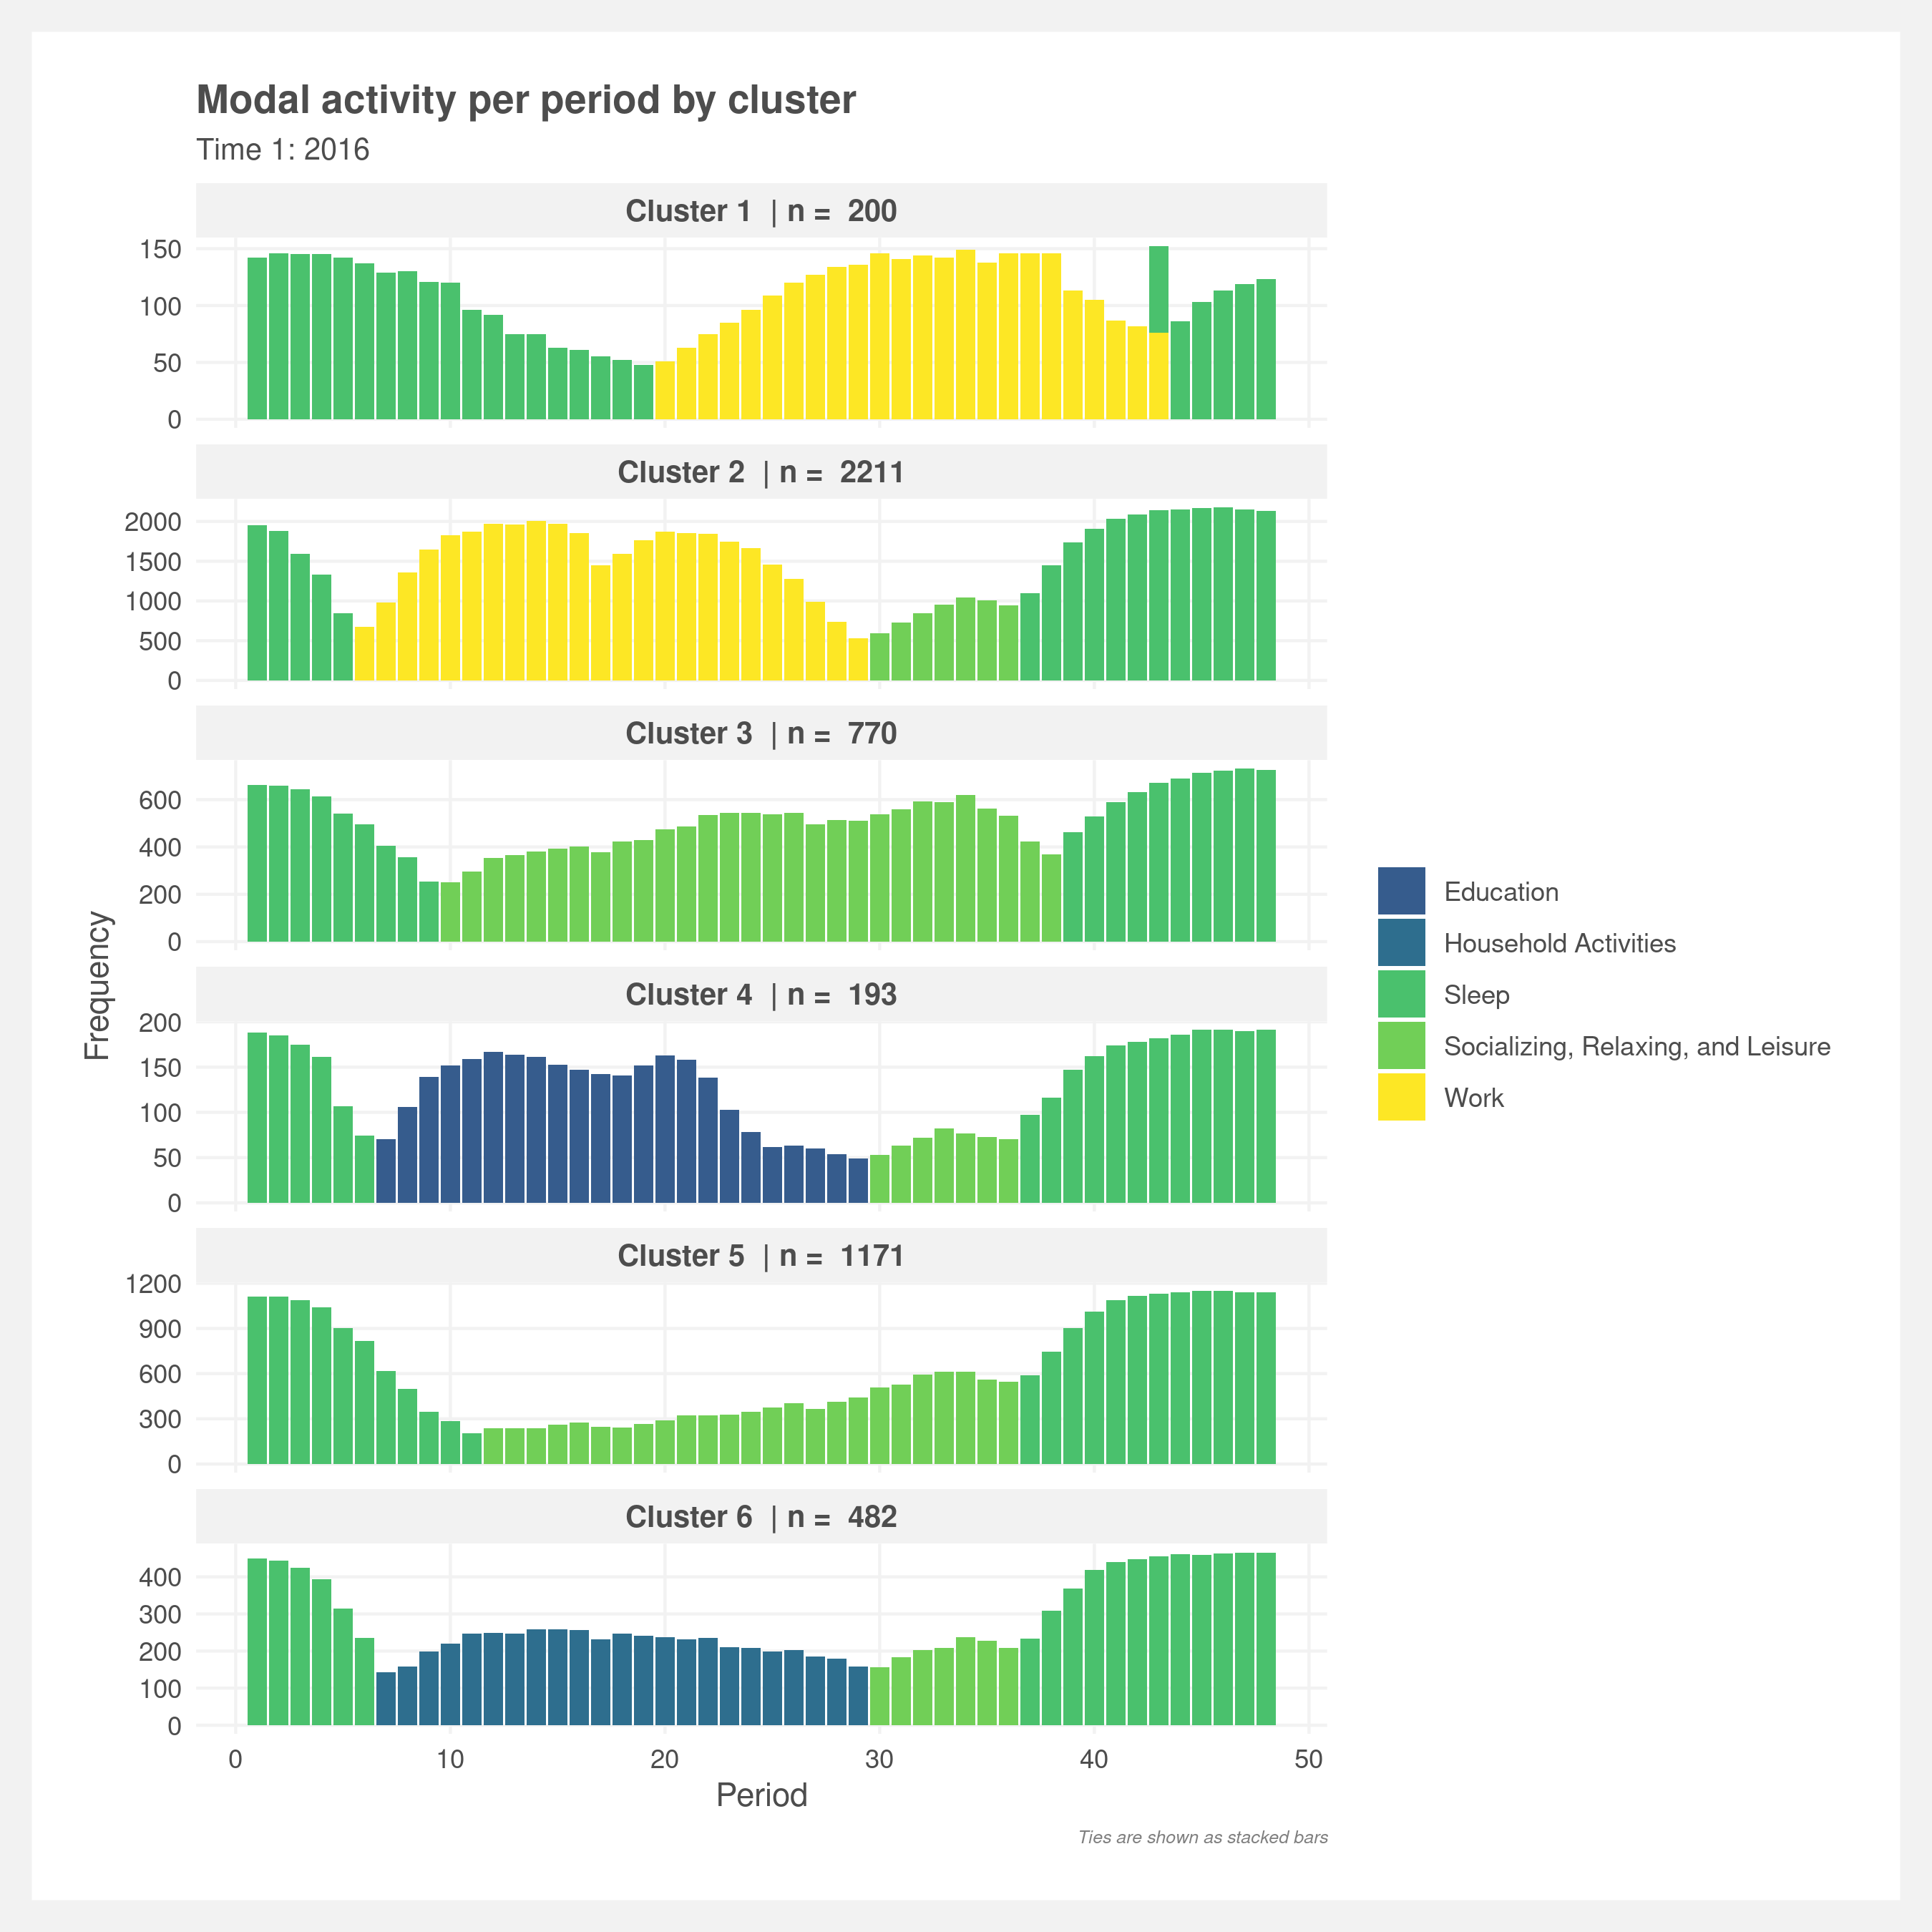 Modal activity per period by cluster
Time 1: 2016
Cluster 1 | n = 200
150
100
50
0
Cluster 2 | n = 2211
2000
1500
1000
500
0
Cluster 3 | n = 770
600
400
200
0
Cluster 4 | n = 193
200
150
100
50
0
Cluster 5 | n = 1171
1200
900
600
300
0
Cluster 6 | n = 482
400
300
200
100
0
0 10 20 30 40 50
Period
Frequency
Education
Household Activities
Sleep
Socializing, Relaxing, and Leisure
Work
Ties are shown as stacked bars